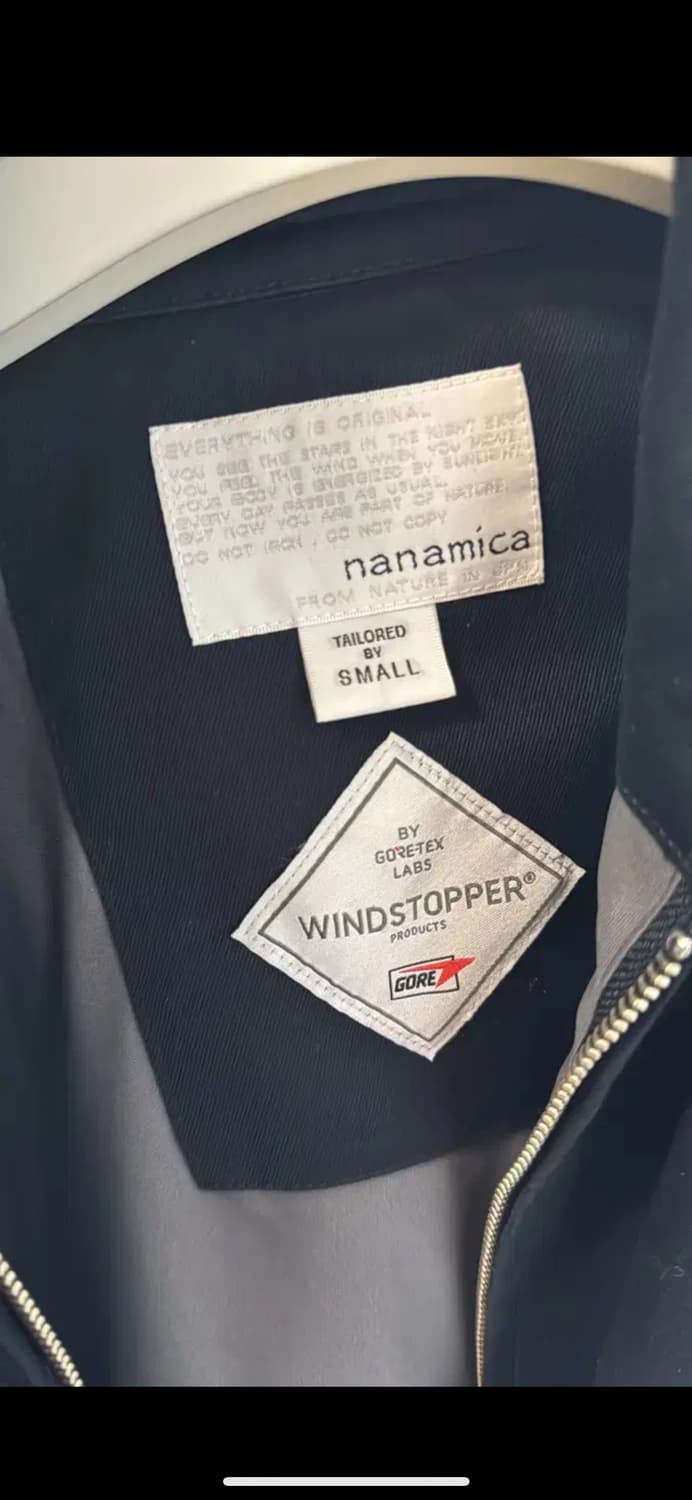 EVERYTHING IS ORIGINAL
YOU SEE THE STARS IN THE NIGHT SKY.
YOU FEEL THE WIND WHEN YOU MOVE.
YOUR BODY IS ENERGIZED BY SUNLIGHT.
EVERY DAY PASSES AS USUAL.
BUT NOW YOU ARE PART OF NATURE.
DO NOT IRON , DO NOT COPY
nanamica
FROM NATURE IN JPN
TAILORED
BY
SMALL
BY
GORETEX
LABS
WINDSTOPPER®
PRODUCTS
GORE